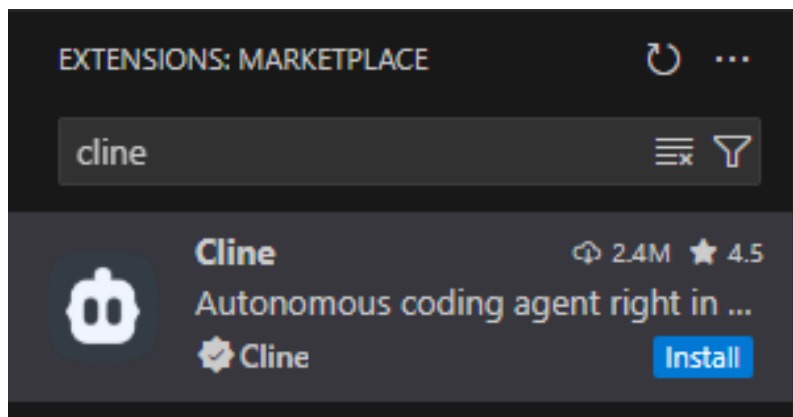 EXTENSIONS: MARKETPLACE
cline
Cline 2.4M 4.5
Autonomous coding agent right in ...
Cline Install